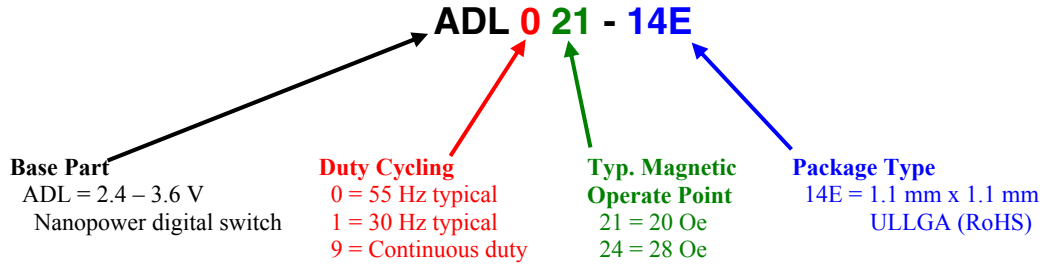 ADL 0 21 - 14E
Base Part
ADL = 2.4 – 3.6 V
Nanopower digital switch
Duty Cycling
0 = 55 Hz typical
1 = 30 Hz typical
9 = Continuous duty
Typ. Magnetic
Operate Point
21 = 20 Oe
24 = 28 Oe
Package Type
14E = 1.1 mm x 1.1 mm
ULLGA (RoHS)